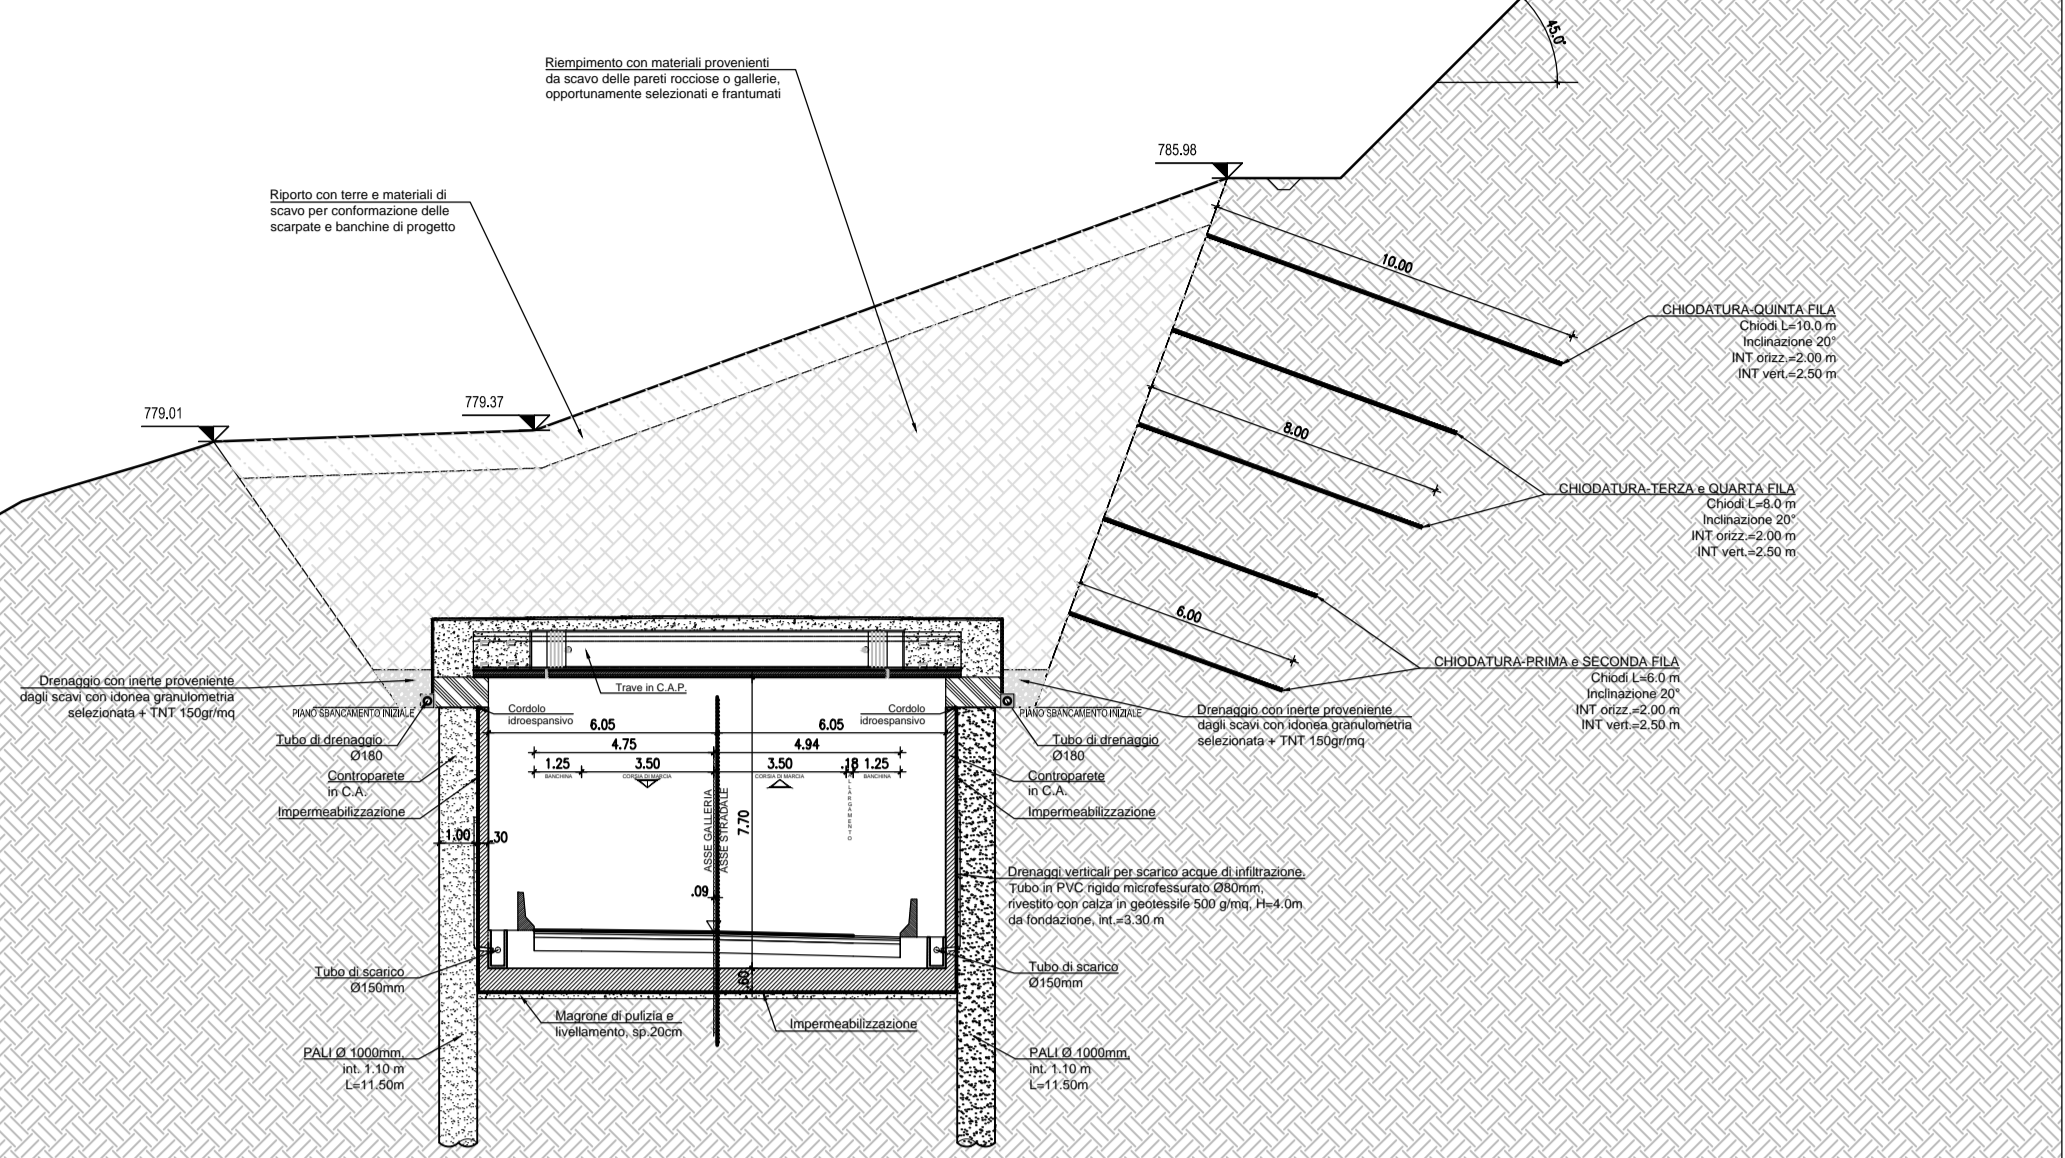 45.0°
Riempimento con materiali provenienti
da scavo delle pareti rocciose o gallerie,
opportunamente selezionati e frantumati
785.98
Riporto con terre e materiali di
scavo per conformazione delle
scarpate e banchine di progetto
10.00
CHIODATURA-QUINTA FILA
Chiodi L=10.0 m
Inclinazione 20°
INT orizz.=2.00 m
INT vert.=2.50 m
779.01
779.37
8.00
CHIODATURA-TERZA e QUARTA FILA
Chiodi L=8.0 m
Inclinazione 20°
INT orizz.=2.00 m
INT vert.=2.50 m
6.00
CHIODATURA-PRIMA e SECONDA FILA
Chiodi L=6.0 m
Inclinazione 20°
INT orizz.=2.00 m
INT vert.=2.50 m
Drenaggio con inerte proveniente
dagli scavi con idonea granulometria
selezionata + TNT 150gr/mq
PIANO SBANCAMENTO INIZIALE
Trave in C.A.P.
Cordolo
idroespansivo
Cordolo
idroespansivo
PIANO SBANCAMENTO INIZIALE
Drenaggio con inerte proveniente
dagli scavi con idonea granulometria
selezionata + TNT 150gr/mq
6.05
6.05
Tubo di drenaggio
Ø180
4.75
4.94
Tubo di drenaggio
Ø180
1.25
3.50
3.50
.18
1.25
BANCHINA
CORSIA DI MARCIA
CORSIA DI MARCIA
BANCHINA
ALLARGAMENTO
Controparete
in C.A.
Impermeabilizzazione
Controparete
in C.A.
Impermeabilizzazione
ASSE GALLERIA
ASSE STRADALE
7.70
1.00
.30
.09
Drenaggi verticali per scarico acque di infiltrazione.
Tubo in PVC rigido microfessurato Ø80mm,
rivestito con calza in geotessile 500 g/mq, H=4.0m
da fondazione, int.=3.30 m
Tubo di scarico
Ø150mm
.60
Tubo di scarico
Ø150mm
Magrone di pulizia e
livellamento, sp.20cm
Impermeabilizzazione
PALI Ø 1000mm,
int. 1.10 m
L=11.50m
PALI Ø 1000mm,
int. 1.10 m
L=11.50m